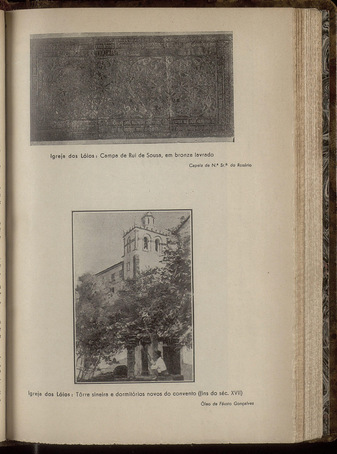 Igreja dos Lóios: Campa de Rui de Sousa, em bronze lavrado
Capela de N.ª Sr.ª do Rosário
Igreja dos Lóios: Tôrre sineira e dormitórios novos do convento (fins do séc. XVII)
Óleo de Fausto Gonçalves